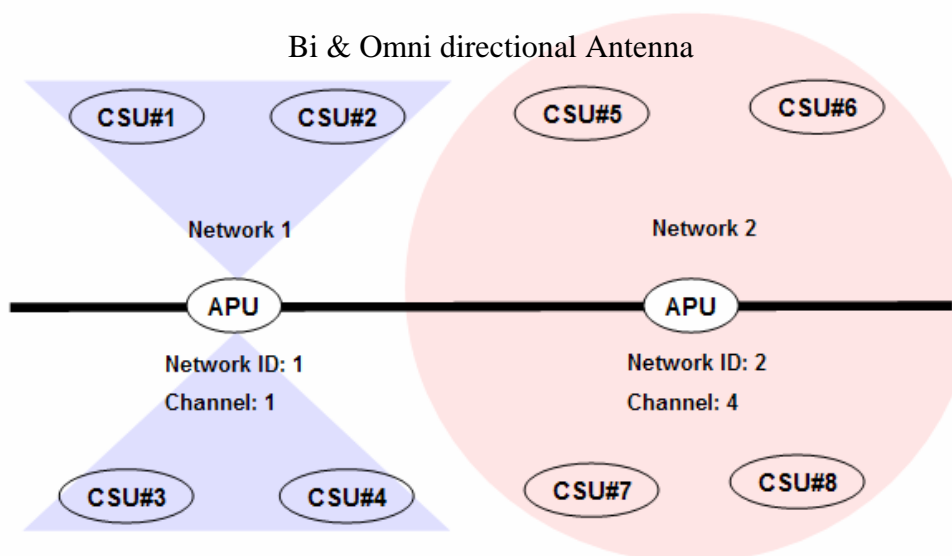 Bi & Omni directional Antenna
CSU#1
CSU#2
CSU#5
CSU#6
Network 1
Network 2
APU
APU
Network ID: 1
Channel: 1
Network ID: 2
Channel: 4
CSU#3
CSU#4
CSU#7
CSU#8